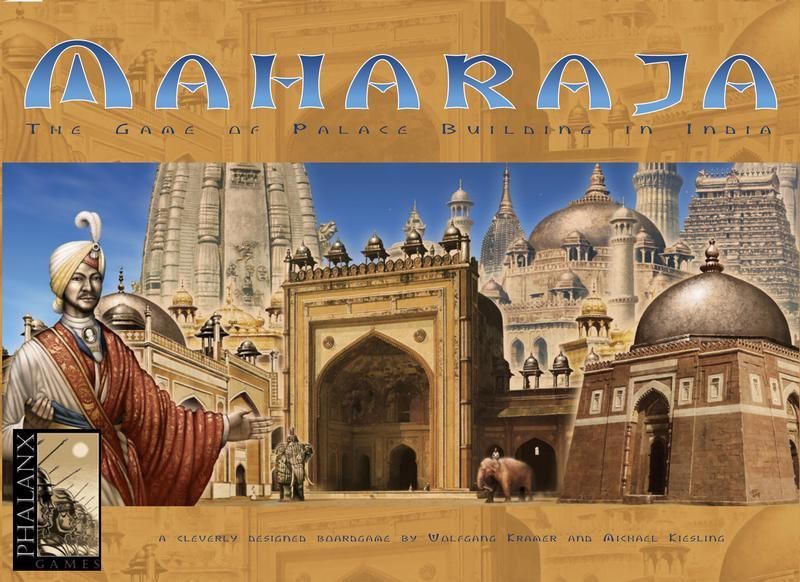 MAHARAJA
The Game of Palace Building in India
PHALANX
GAMES
A cleverly designed boardgame by Wolfgang Kramer and Michael Kiesling